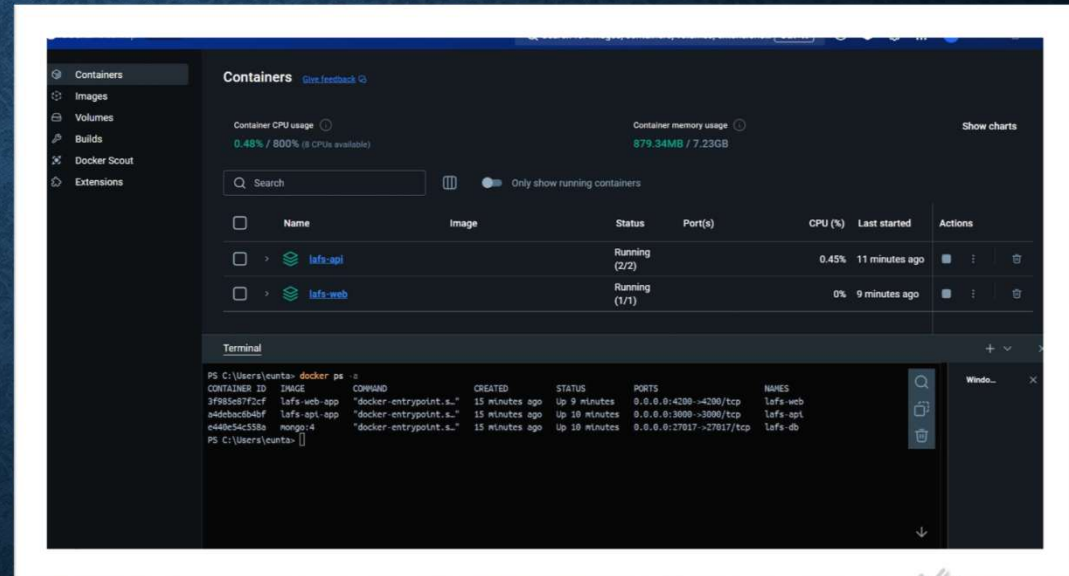 Containers
Images
Volumes
Builds
Docker Scout
Extensions
Containers Give feedback
Container CPU usage
0.48% / 800% (8 CPUs available)
Container memory usage
879.34MB / 7.23GB
Show charts
Search
Only show running containers
Name Image Status Port(s) CPU (%) Last started Actions
lafs-api Running (2/2) 0.45% 11 minutes ago
lafs-web Running (1/1) 0% 9 minutes ago
Terminal
PS C:\Users\eunta> docker ps -a
CONTAINER ID IMAGE COMMAND CREATED STATUS PORTS NAMES
3f985e87f2cf lafs-web-app "docker-entrypoint.s…" 15 minutes ago Up 9 minutes 0.0.0.0:4200->4200/tcp lafs-web
a4debac6b4bf lafs-api-app "docker-entrypoint.s…" 15 minutes ago Up 10 minutes 0.0.0.0:3000->3000/tcp lafs-api
e440e54c558a mongo:4 "docker-entrypoint.s…" 15 minutes ago Up 10 minutes 0.0.0.0:27017->27017/tcp lafs-db
PS C:\Users\eunta>
Windo...